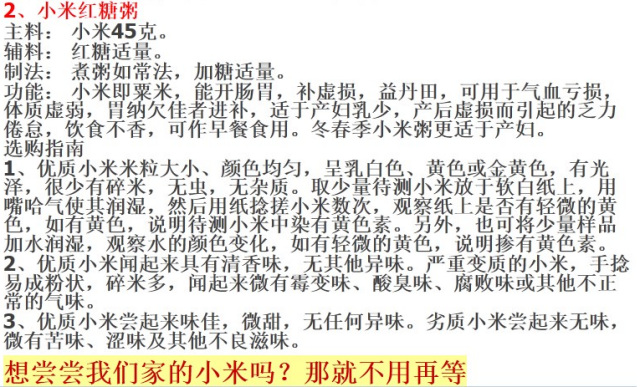 2、小米红糖粥
主料： 小米45克。
辅料： 红糖适量。
制法： 煮粥如常法，加糖适量。
功能： 小米即粟米，能开肠胃，补虚损，益丹田，可用于气血亏损，
体质虚弱，胃纳欠佳者进补，适于产妇乳少，产后虚损而引起的乏力
倦怠，饮食不香，可作早餐食用。冬春季小米粥更适于产妇。
选购指南
1、优质小米米粒大小、颜色均匀，呈乳白色、黄色或金黄色，有光
泽，很少有碎米，无虫，无杂质。取少量待测小米放于软白纸上，用
嘴哈气使其润湿，然后用纸捻搓小米数次，观察纸上是否有轻微的黄
色，如有黄色，说明待测小米中染有黄色素。另外，也可将少量样品
加水润湿，观察水的颜色变化，如有轻微的黄色，说明掺有黄色素。
2、优质小米闻起来具有清香味，无其他异味。严重变质的小米，手捻
易成粉状，碎米多，闻起来微有霉变味、酸臭味、腐败味或其他不正
常的气味。
3、优质小米尝起来味佳，微甜，无任何异味。劣质小米尝起来无味，
微有苦味、涩味及其他不良滋味。
想尝尝我们家的小米吗？那就不用再等